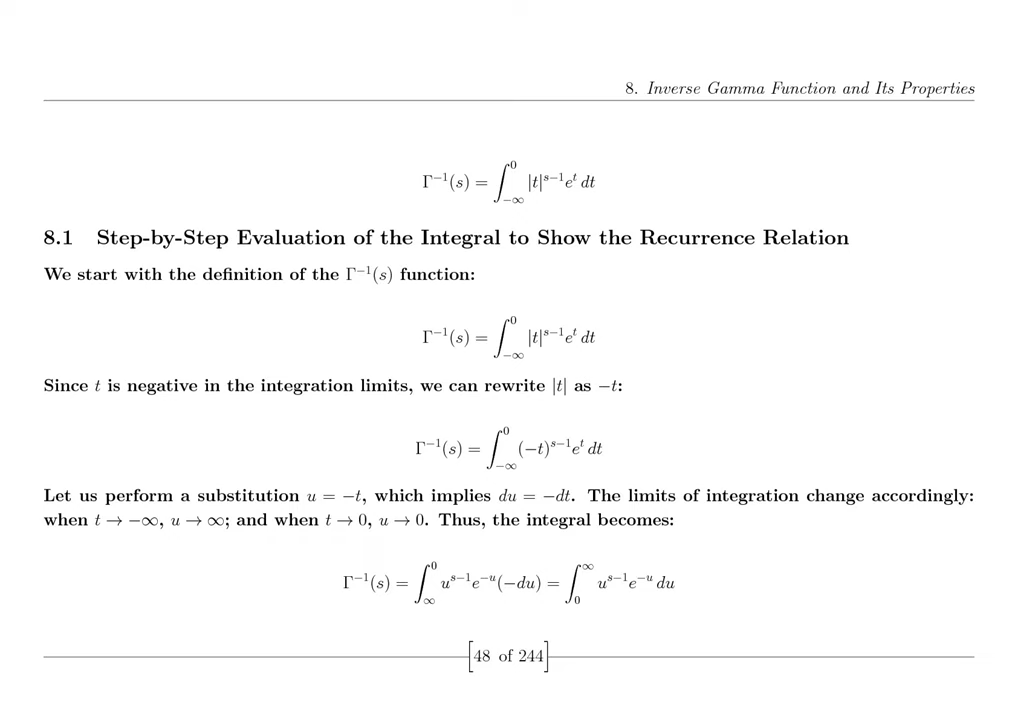 8. Inverse Gamma Function and Its Properties
Γ⁻¹(s) = ∫_{−∞}^{0} |t|^{s−1} e^{t} dt
8.1 Step-by-Step Evaluation of the Integral to Show the Recurrence Relation
We start with the definition of the Γ⁻¹(s) function:
Γ⁻¹(s) = ∫_{−∞}^{0} |t|^{s−1} e^{t} dt
Since t is negative in the integration limits, we can rewrite |t| as −t:
Γ⁻¹(s) = ∫_{−∞}^{0} (−t)^{s−1} e^{t} dt
Let us perform a substitution u = −t, which implies du = −dt. The limits of integration change accordingly:
when t → −∞, u → ∞; and when t → 0, u → 0. Thus, the integral becomes:
Γ⁻¹(s) = ∫_{∞}^{0} u^{s−1} e^{−u} (−du) = ∫_{0}^{∞} u^{s−1} e^{−u} du
[48 of 244]